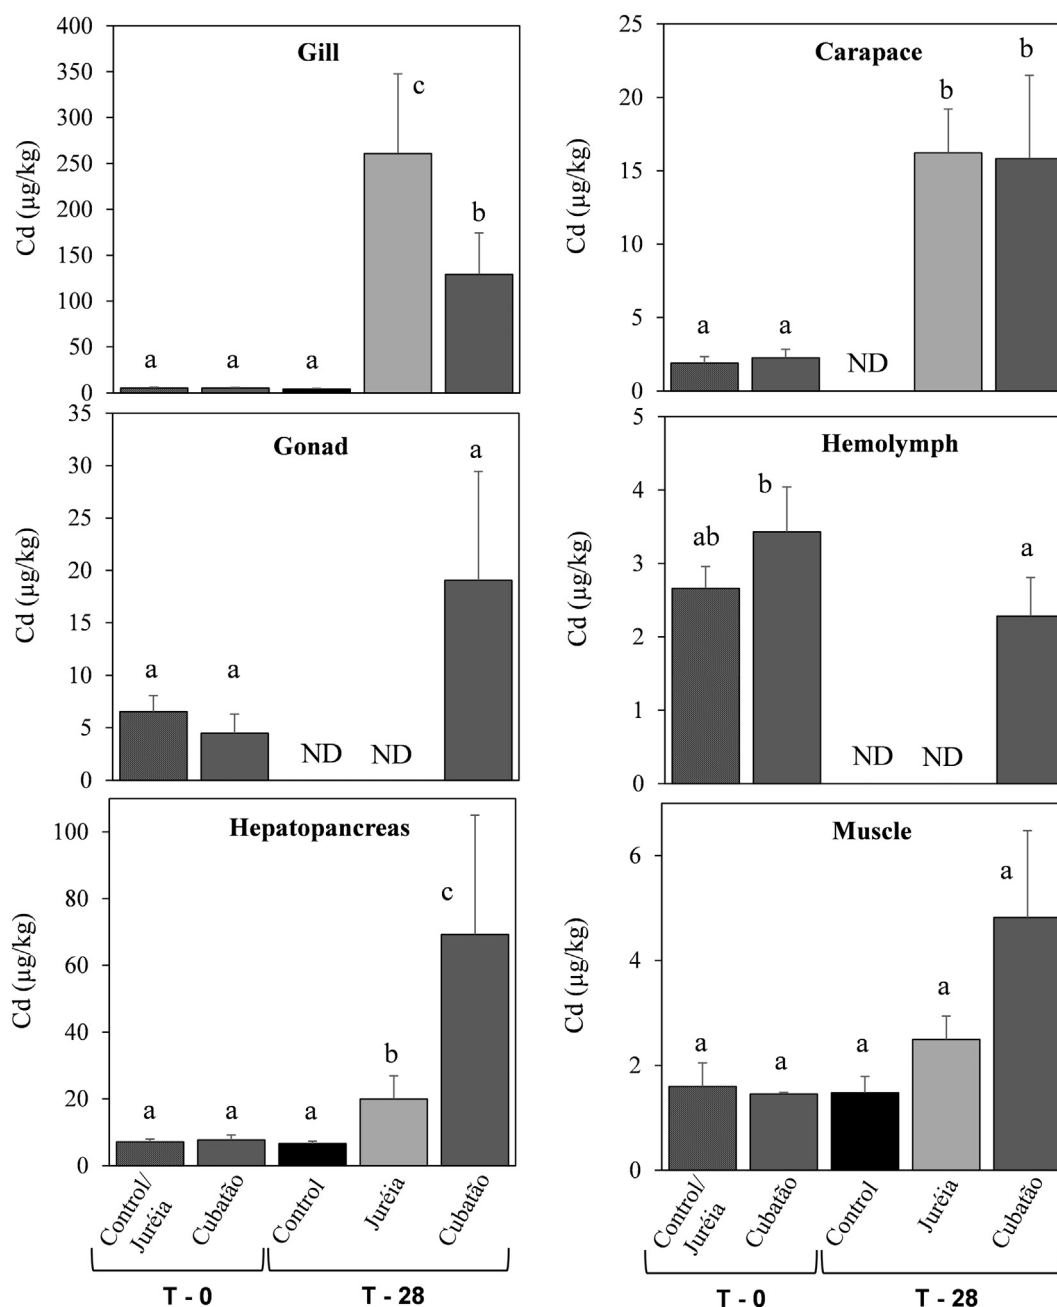 Gill
Cd (µg/kg)
400
350
300
250
200
150
100
50
0
a
a
a
c
b
Carapace
Cd (µg/kg)
25
20
15
10
5
0
a
a
ND
b
b
Gonad
Cd (µg/kg)
35
30
25
20
15
10
5
0
a
a
ND
ND
a
Hemolymph
Cd (µg/kg)
5
4
3
2
1
0
ab
b
ND
ND
a
Hepatopancreas
Cd (µg/kg)
100
80
60
40
20
0
a
a
a
b
c
Control/
Juréia
Cubatão
Control
Juréia
Cubatão
T - 0
T - 28
Muscle
Cd (µg/kg)
6
4
2
0
a
a
a
a
a
Control/
Juréia
Cubatão
Control
Juréia
Cubatão
T - 0
T - 28